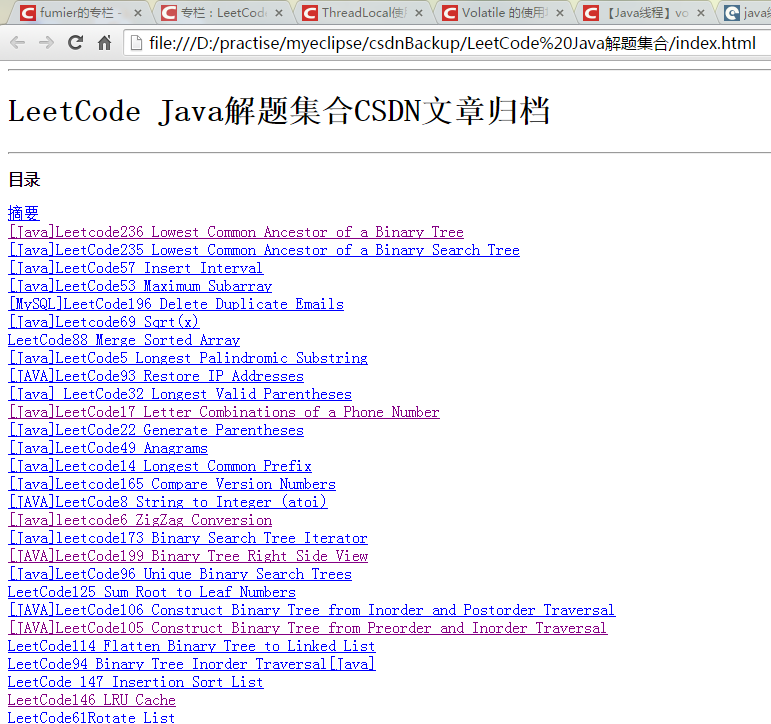 fumier的专栏 -
专栏：LeetCod
ThreadLocal使
Volatile 的使用
【Java线程】vo
java线
file:///D:/practise/myeclipse/csdnBackup/LeetCode%20Java解题集合/index.html
LeetCode Java解题集合CSDN文章归档
目录
摘要
[Java]Leetcode236 Lowest Common Ancestor of a Binary Tree
[Java]LeetCode235 Lowest Common Ancestor of a Binary Search Tree
[Java]LeetCode57 Insert Interval
[Java]LeetCode53 Maximum Subarray
[MySQL]LeetCode196 Delete Duplicate Emails
[Java]Leetcode69 Sqrt(x)
LeetCode88 Merge Sorted Array
[Java]LeetCode5 Longest Palindromic Substring
[JAVA]LeetCode93 Restore IP Addresses
[Java] LeetCode32 Longest Valid Parentheses
[Java]LeetCode17 Letter Combinations of a Phone Number
[Java]LeetCode22 Generate Parentheses
[Java]LeetCode49 Anagrams
[Java]Leetcode14 Longest Common Prefix
[Java]Leetcode165 Compare Version Numbers
[JAVA]LeetCode8 String to Integer (atoi)
[Java]leetcode6 ZigZag Conversion
[Java]leetcode173 Binary Search Tree Iterator
[JAVA]LeetCode199 Binary Tree Right Side View
[Java]LeetCode96 Unique Binary Search Trees
LeetCode125 Sum Root to Leaf Numbers
[JAVA]LeetCode106 Construct Binary Tree from Inorder and Postorder Traversal
[JAVA]LeetCode105 Construct Binary Tree from Preorder and Inorder Traversal
LeetCode114 Flatten Binary Tree to Linked List
LeetCode94 Binary Tree Inorder Traversal[Java]
LeetCode 147 Insertion Sort List
LeetCode146 LRU Cache
LeetCode61Rotate List